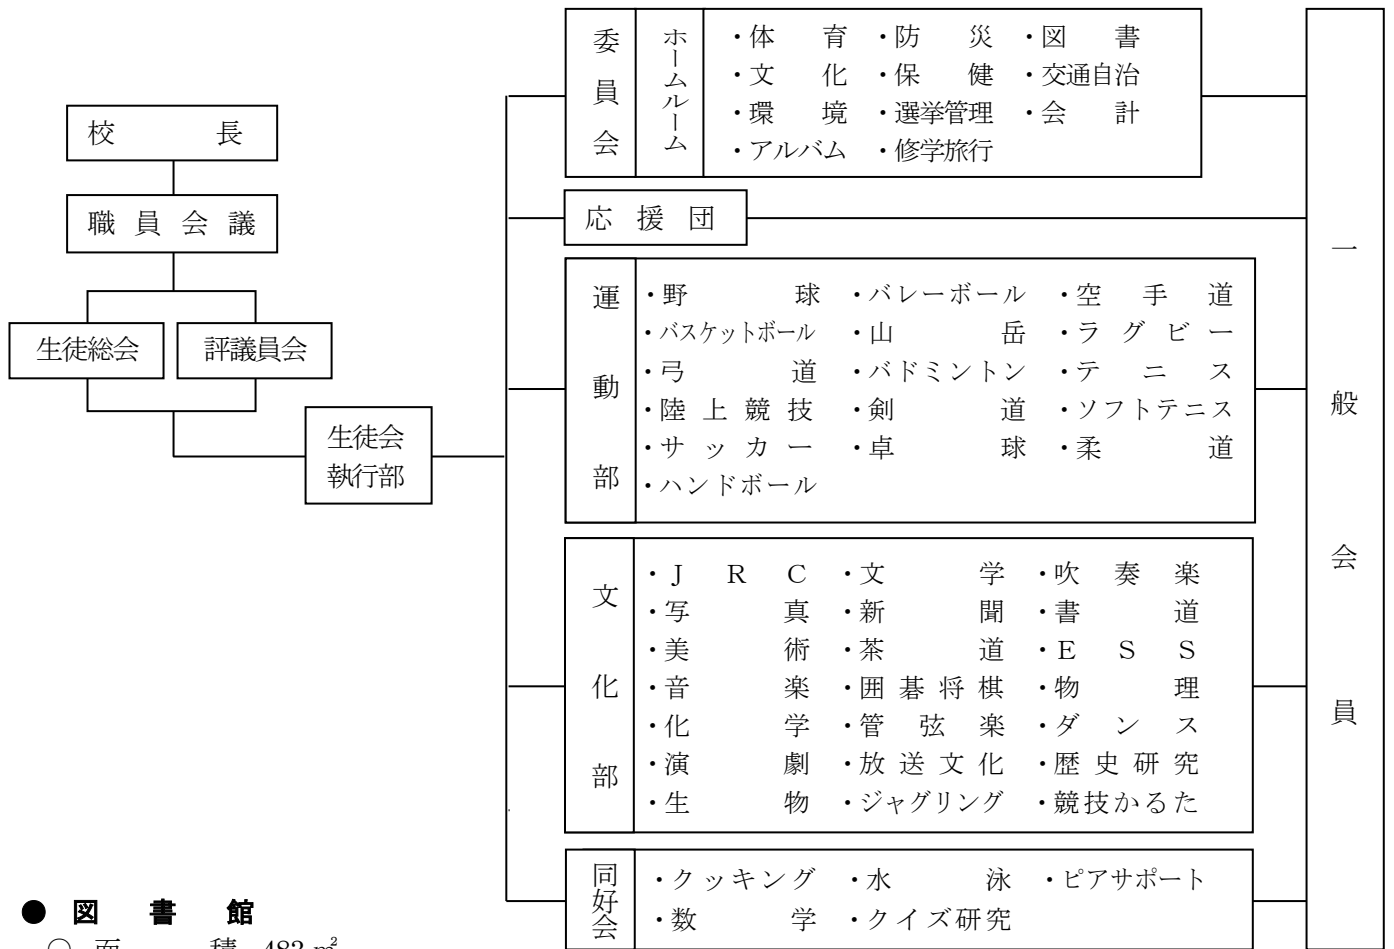 校長
職員会議
生徒総会
評議員会
生徒会
執行部
委員会
ホームルーム
・体育 ・防災 ・図書
・文化 ・保健 ・交通自治
・環境 ・選挙管理 ・会計
・アルバム ・修学旅行
応援団
運動部
・野球 ・バレーボール ・空手道
・バスケットボール ・山岳 ・ラグビー
・弓道 ・バドミントン ・テニス
・陸上競技 ・剣道 ・ソフトテニス
・サッカー ・卓球 ・柔道
・ハンドボール
文化部
・JRC ・文学 ・吹奏楽
・写真 ・新聞 ・書道
・美術 ・茶道 ・ESS
・音楽 ・囲碁将棋 ・物理
・化学 ・管弦楽 ・ダンス
・演劇 ・放送文化 ・歴史研究
・生物 ・ジャグリング ・競技かるた
同好会
・クッキング ・水泳 ・ピアサポート
・数学 ・クイズ研究
一般会員
● 図書館
○ 面積 482 ㎡